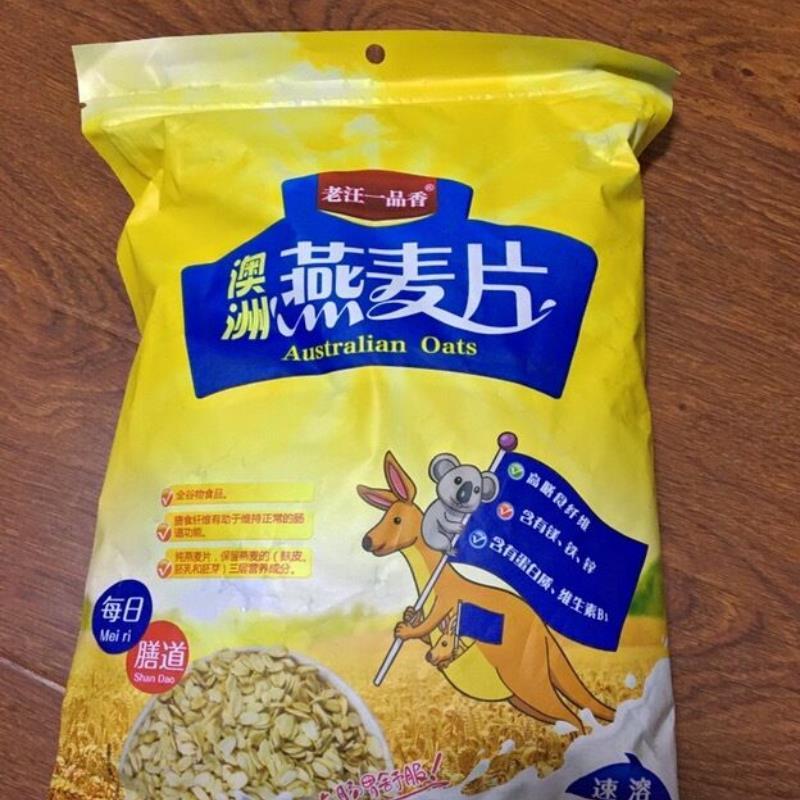 老汪一品香®
澳洲燕麦片
Australian Oats
高膳食纤维
含有镁、铁、锌
含有蛋白质、维生素B1
全谷物食品。
膳食纤维有助于维持正常的肠
道功能。
纯燕麦片,保留燕麦的(麸皮、
胚乳和胚芽)三层营养成分。
每日
Mei ri
膳道
Shan Dao
肠胃舒服!
速溶